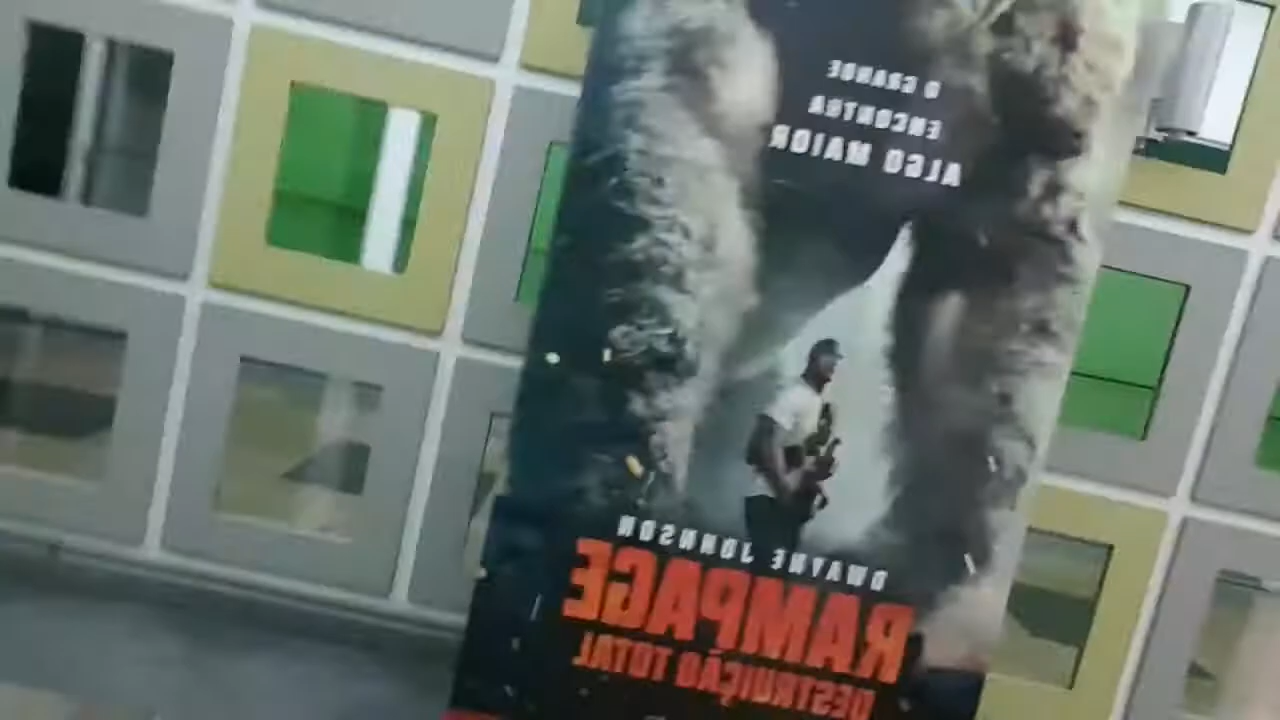 O GRANDE
ENCONTRA
ALGO MAIOR
DWAYNE JOHNSON
RAMPAGE
DESTRUIÇÃO TOTAL